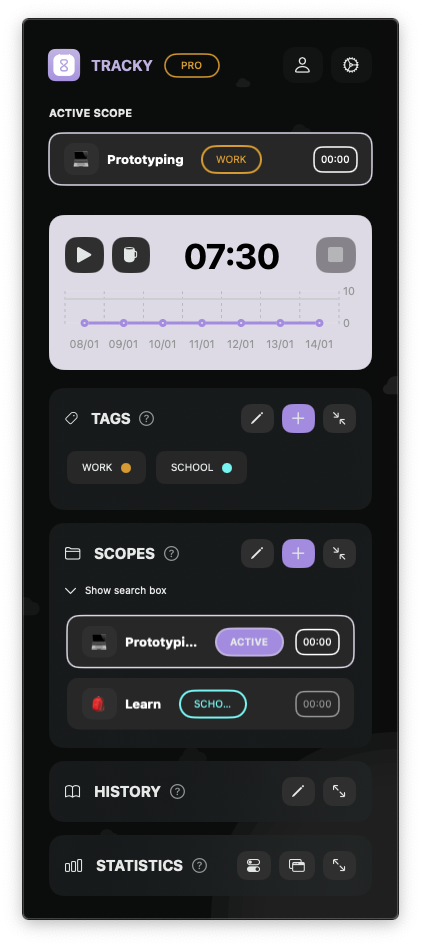 TRACKY PRO
ACTIVE SCOPE
Prototyping WORK 00:00
07:30
10
0
08/01 09/01 10/01 11/01 12/01 13/01 14/01
TAGS ?
WORK SCHOOL
SCOPES ?
Show search box
Prototypi... ACTIVE 00:00
Learn SCHO... 00:00
HISTORY ?
STATISTICS ?